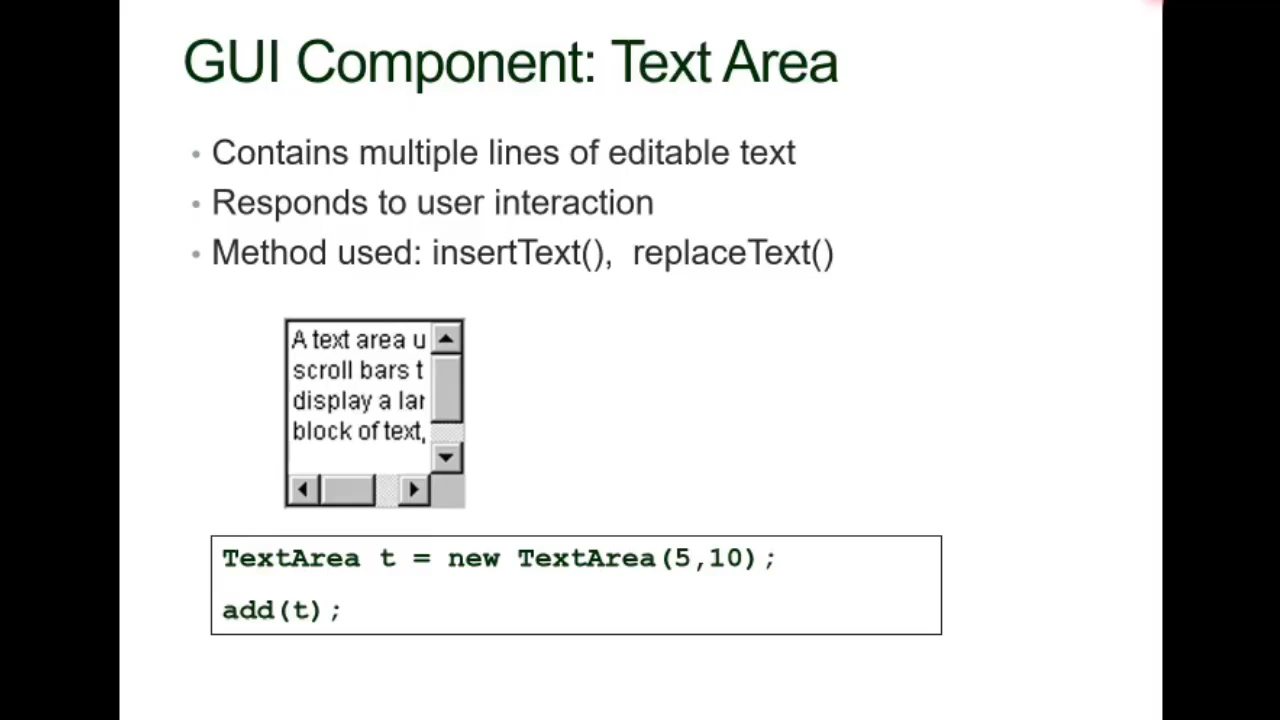 GUI Component: Text Area
• Contains multiple lines of editable text
• Responds to user interaction
• Method used: insertText(), replaceText()
A text area u
scroll bars t
display a lar
block of text,
TextArea t = new TextArea(5,10);
add(t);